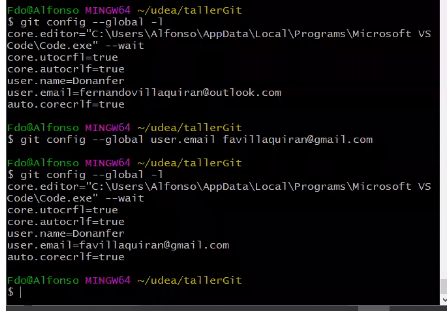 Fdo@Alfonso MINGW64 ~/udea/tallerGit
$ git config --global -l
core.editor="C:\Users\Alfonso\AppData\Local\Programs\Microsoft VS
Code\Code.exe" --wait
core.utocrfl=true
core.autocrlf=true
user.name=Donanfer
user.email=fernandovillaquiran@outlook.com
auto.corecrlf=true
Fdo@Alfonso MINGW64 ~/udea/tallerGit
$ git config --global user.email favillaquiran@gmail.com
Fdo@Alfonso MINGW64 ~/udea/tallerGit
$ git config --global -l
core.editor="C:\Users\Alfonso\AppData\Local\Programs\Microsoft VS
Code\Code.exe" --wait
core.utocrfl=true
core.autocrlf=true
user.name=Donanfer
user.email=favillaquiran@gmail.com
auto.corecrlf=true
Fdo@Alfonso MINGW64 ~/udea/tallerGit
$